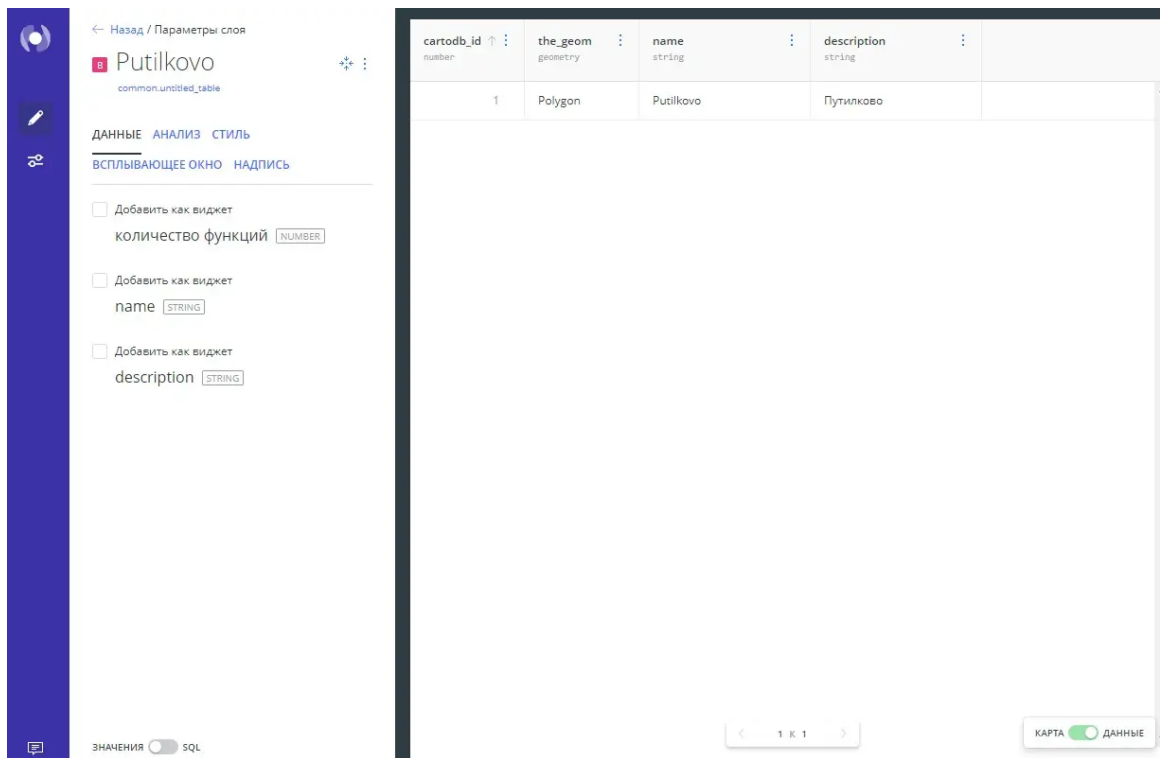 ← Назад / Параметры слоя
B Putilkovo
common.untitled_table
ДАННЫЕ АНАЛИЗ СТИЛЬ
ВСПЛЫВАЮЩЕЕ ОКНО НАДПИСЬ
Добавить как виджет
количество функций NUMBER
Добавить как виджет
name STRING
Добавить как виджет
description STRING
ЗНАЧЕНИЯ SQL
cartodb_id ↑ the_geom name description
number geometry string string
1 Polygon Putilkovo Путилково
1 К 1
КАРТА ДАННЫЕ